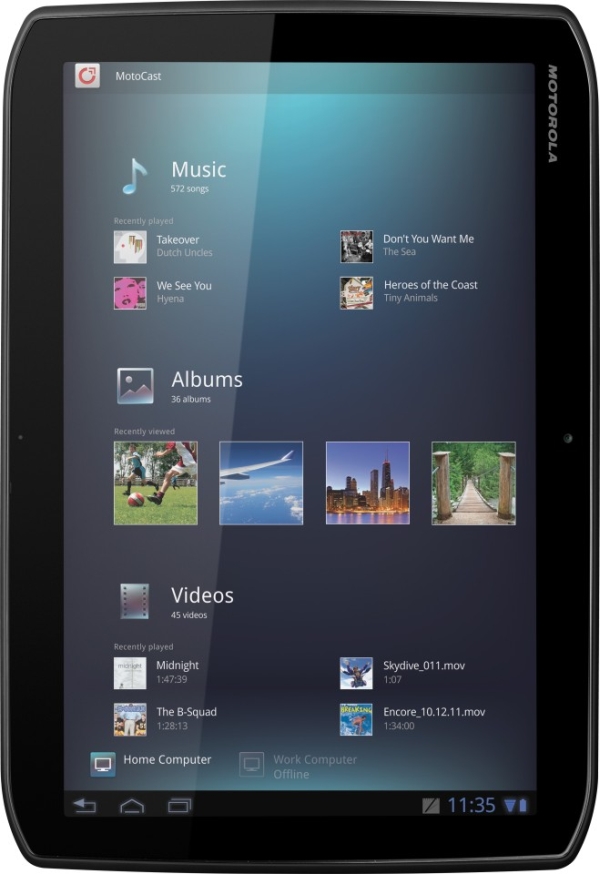 MotoCast
MOTOROLA
Music
572 songs
Recently played
Takeover
Dutch Uncles
Don't You Want Me
The Sea
We See You
Hyena
Heroes of the Coast
Tiny Animals
Albums
36 albums
Recently viewed
Videos
45 videos
Recently played
Midnight
1:47:39
Skydive_011.mov
1:07
The B-Squad
1:28:13
BREAKING
Encore_10.12.11.mov
1:34:00
Home Computer
Work Computer
Offline
11:35